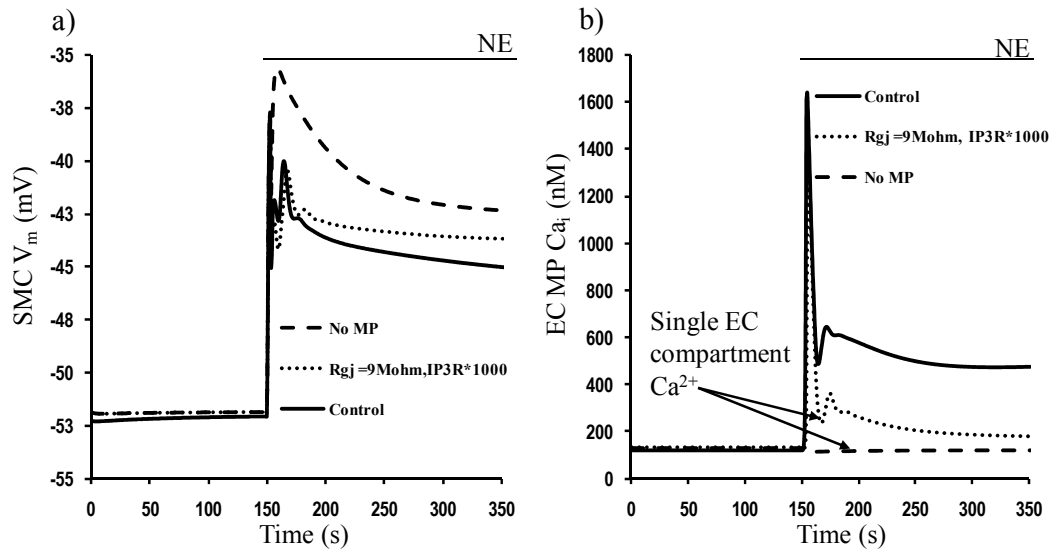 a)
NE
-35
-38
-40
-43
-45
-48
-50
-53
-55
SMC Vm (mV)
No MP
Rgj =9Mohm,IP3R*1000
Control
0 50 100 150 200 250 300 350
Time (s)
b)
NE
1800
1600
1400
1200
1000
800
600
400
200
0
EC MP Cai (nM)
Control
Rgj =9Mohm, IP3R*1000
No MP
Single EC
compartment
Ca2+
0 50 100 150 200 250 300 350
Time (s)